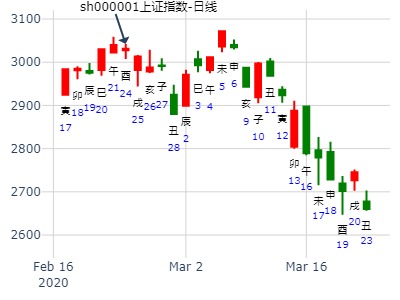 sh000001上证指数-日线
3100
3000
2900
2800
2700
2600
寅
17
卯
18
辰
19
巳
20
午
21
酉
24
戌
25
亥
26
子
27
丑
28
辰
2
巳
3
午
4
未
5
申
6
亥
9
子
10
丑
11
寅
12
卯
13
午
16
未
17
申
18
酉
19
戌
20
丑
23
Feb 16
2020
Mar 2
Mar 16